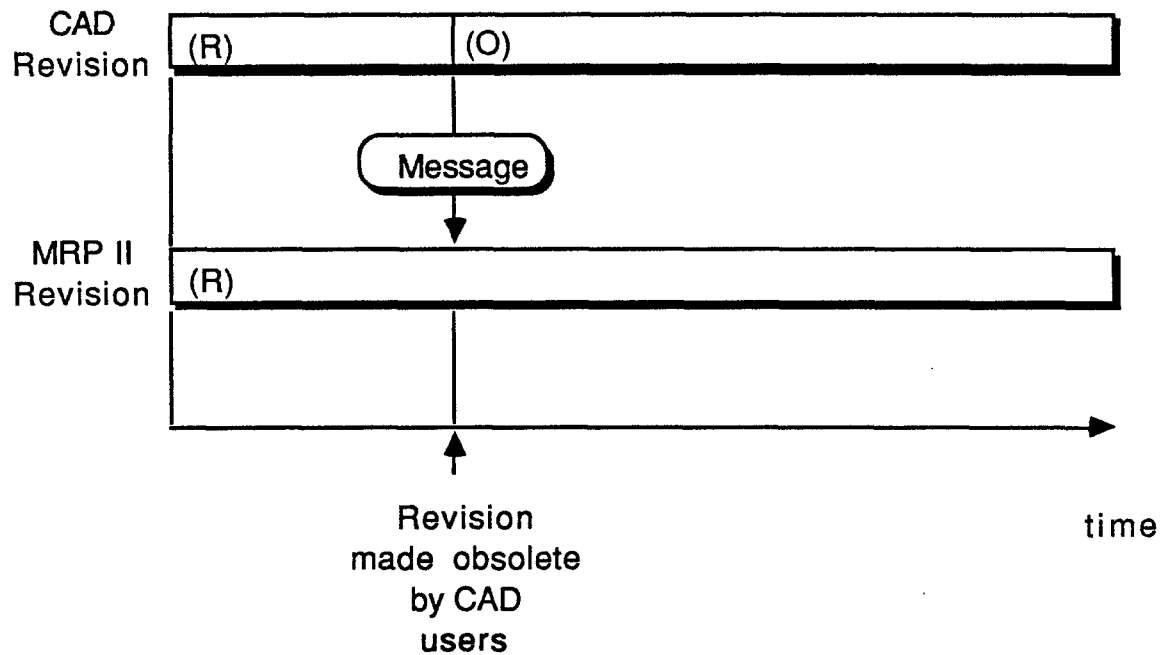 CAD
Revision
(R)
(O)
Message
MRP II
Revision
(R)
Revision
made obsolete
by CAD
users
time